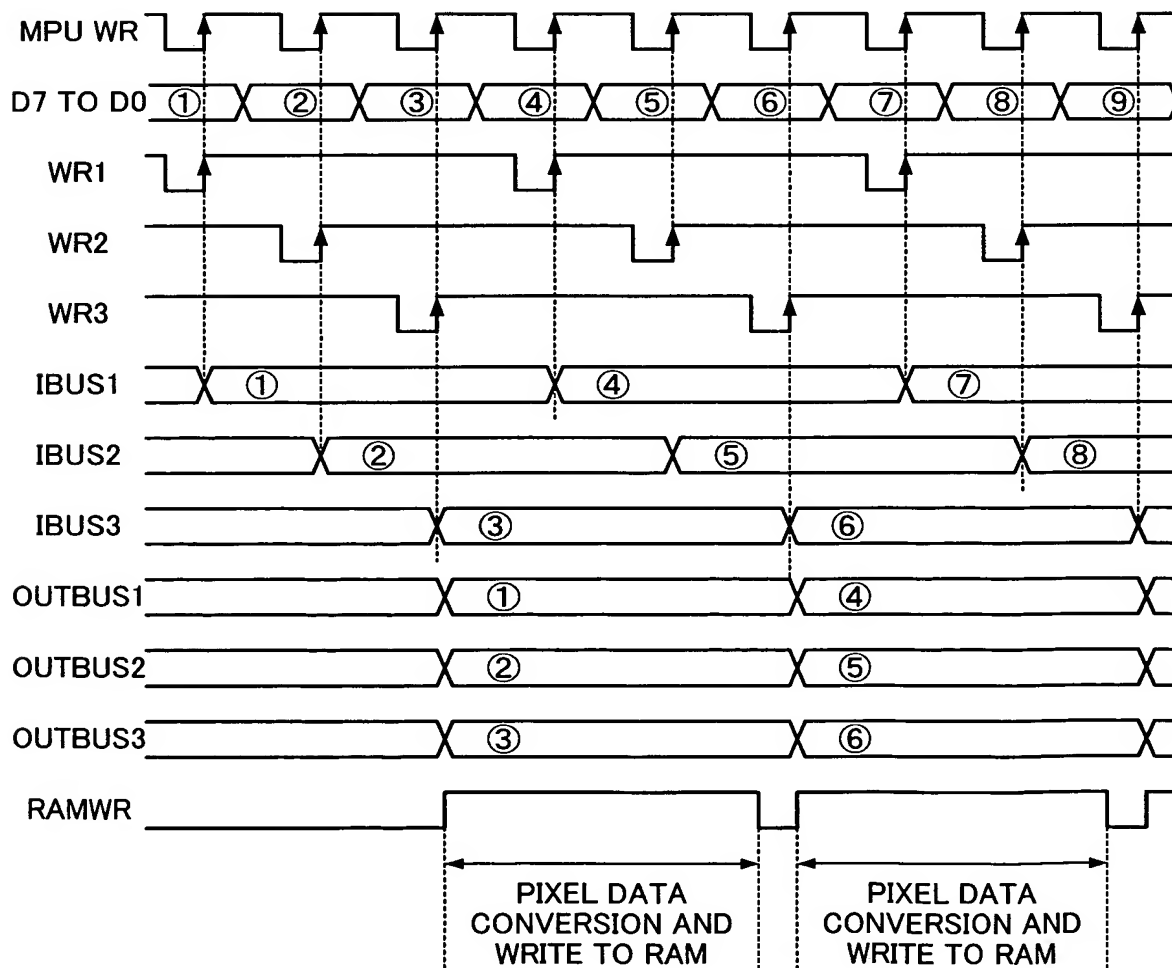 MPU WR
D7 TO D0 ① ② ③ ④ ⑤ ⑥ ⑦ ⑧ ⑨
WR1
WR2
WR3
IBUS1 ① ④ ⑦
IBUS2 ② ⑤ ⑧
IBUS3 ③ ⑥
OUTBUS1 ① ④
OUTBUS2 ② ⑤
OUTBUS3 ③ ⑥
RAMWR
PIXEL DATA PIXEL DATA
CONVERSION AND CONVERSION AND
WRITE TO RAM WRITE TO RAM